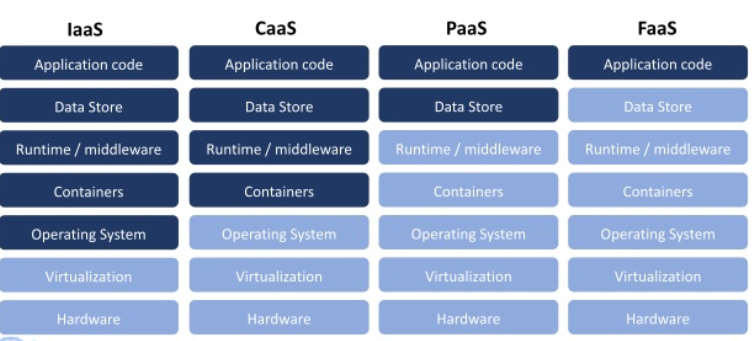 IaaS CaaS PaaS FaaS
Application code Application code Application code Application code
Data Store Data Store Data Store Data Store
Runtime / middleware Runtime / middleware Runtime / middleware Runtime / middleware
Containers Containers Containers Containers
Operating System Operating System Operating System Operating System
Virtualization Virtualization Virtualization Virtualization
Hardware Hardware Hardware Hardware